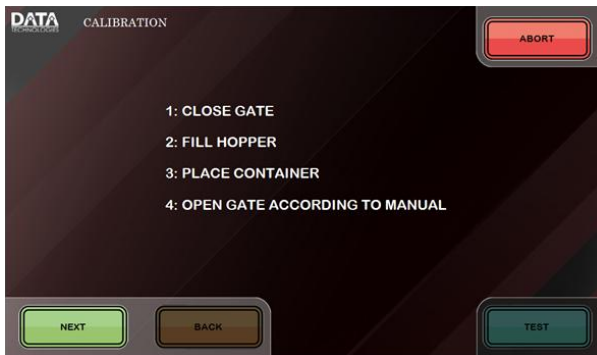 DATA
TECHNOLOGIES
CALIBRATION
ABORT
1: CLOSE GATE
2: FILL HOPPER
3: PLACE CONTAINER
4: OPEN GATE ACCORDING TO MANUAL
NEXT
BACK
TEST